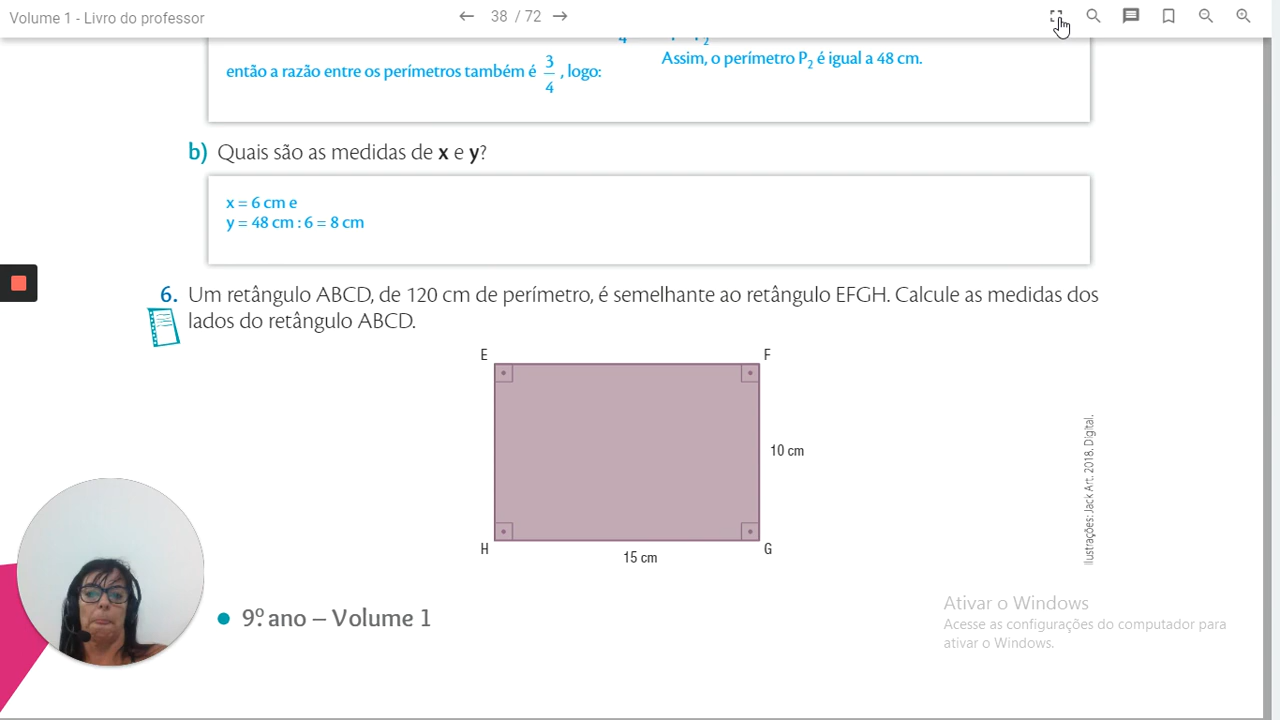 Volume 1 - Livro do professor
38 / 72
4
2
Assim, o perímetro P2 é igual a 48 cm.
então a razão entre os perímetros também é 3/4, logo:
b) Quais são as medidas de x e y?
x = 6 cm e
y = 48 cm : 6 = 8 cm
6. Um retângulo ABCD, de 120 cm de perímetro, é semelhante ao retângulo EFGH. Calcule as medidas dos
lados do retângulo ABCD.
E
F
10 cm
H
G
15 cm
Ilustrações: Jack Art. 2018. Digital.
9º. ano – Volume 1
Ativar o Windows
Acesse as configurações do computador para
ativar o Windows.